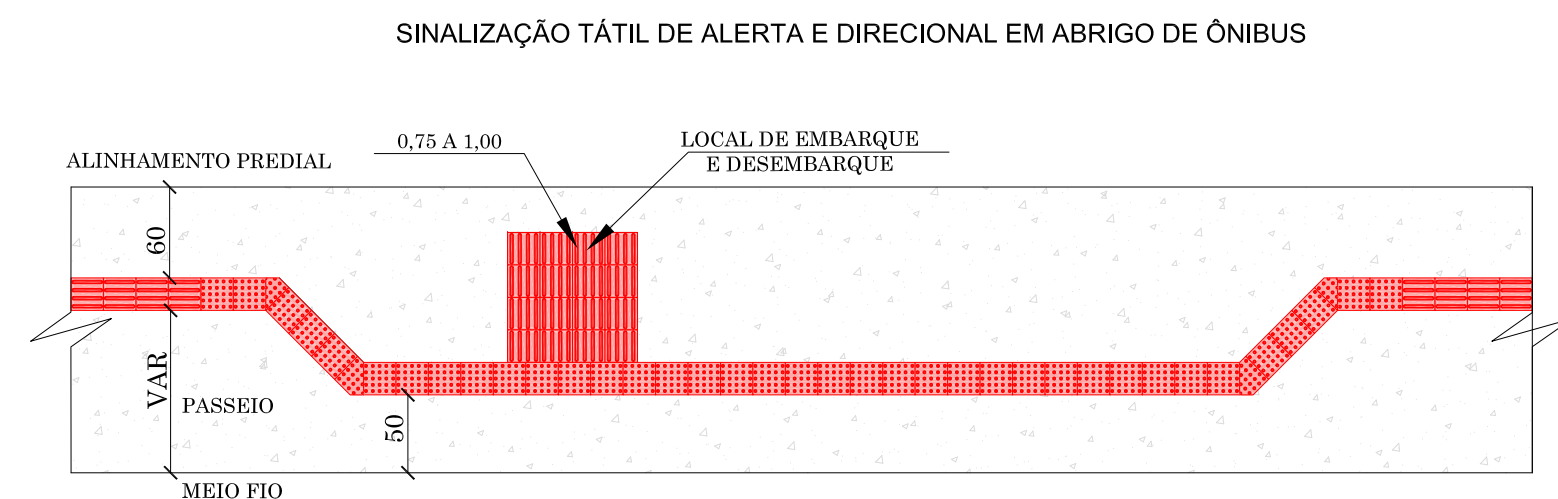 SINALIZAÇÃO TÁTIL DE ALERTA E DIRECIONAL EM ABRIGO DE ÔNIBUS
0,75 A 1,00
LOCAL DE EMBARQUE
E DESEMBARQUE
ALINHAMENTO PREDIAL
60
VAR
PASSEIO
50
MEIO FIO